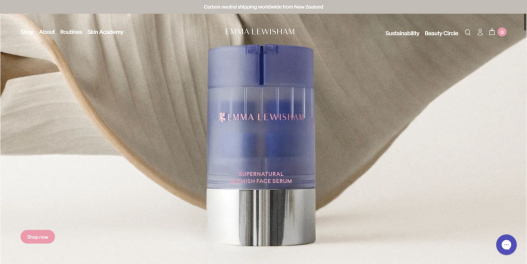 Carbon neutral shipping worldwide from New Zealand
Shop About Routines Skin Academy
EMMA LEWISHAM
Sustainability Beauty Circle
EMMA LEWISHAM
SUPERNATURAL
BLEMISH FACE SERUM
Shop now